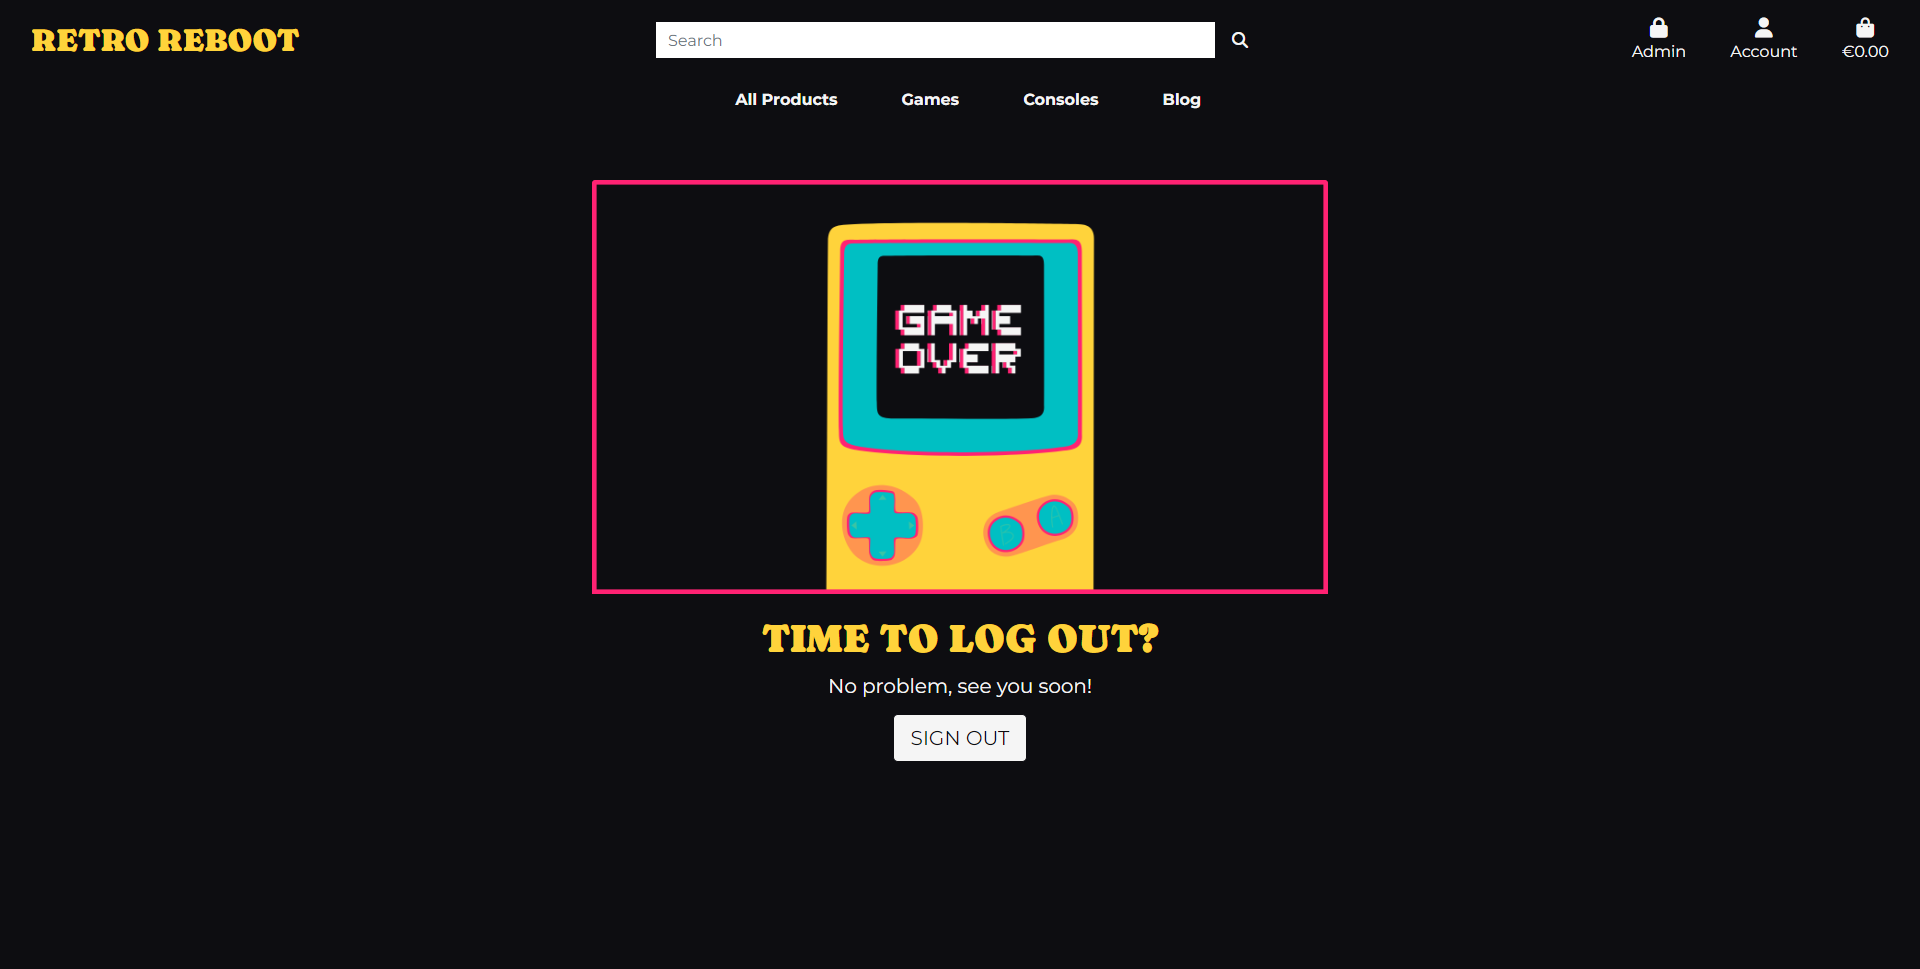 RETRO REBOOT
Search
Admin
Account
€0.00
All Products
Games
Consoles
Blog
GAME
OVER
B
A
TIME TO LOG OUT?
No problem, see you soon!
SIGN OUT